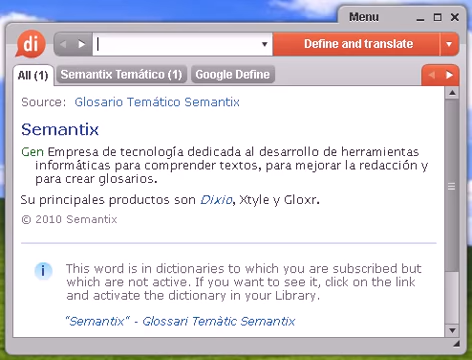 Menu
di
Define and translate
All (1)
Semantix Temático (1)
Google Define
Source: Glosario Temático Semantix
Semantix
Gen Empresa de tecnología dedicada al desarrollo de herramientas
informáticas para comprender textos, para mejorar la redacción y
para crear glosarios.
Su principales productos son Dixio, Xtyle y Gloxr.
© 2010 Semantix
i
This word is in dictionaries to which you are subscribed but
which are not active. If you want to see it, click on the link
and activate the dictionary in your Library.
"Semantix" - Glossari Temàtic Semantix